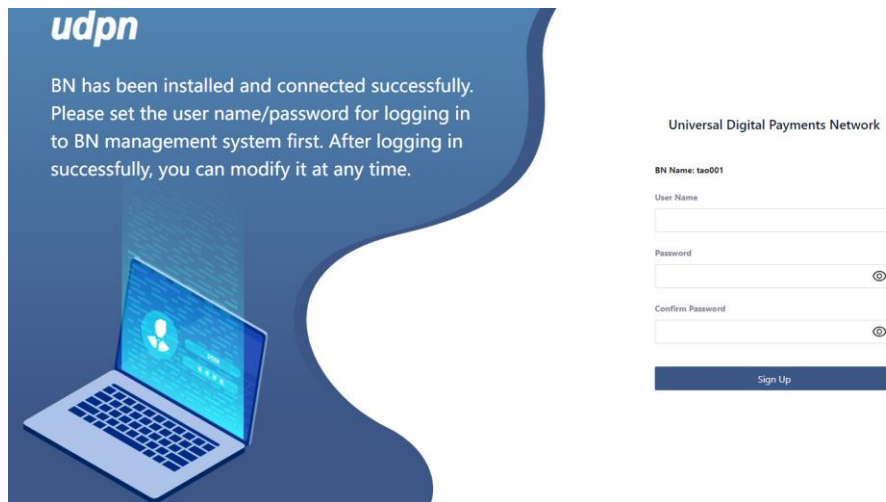 udpn
BN has been installed and connected successfully.
Please set the user name/password for logging in
to BN management system first. After logging in
successfully, you can modify it at any time.
USER
Universal Digital Payments Network
BN Name: tao001
User Name
Password
Confirm Password
Sign Up